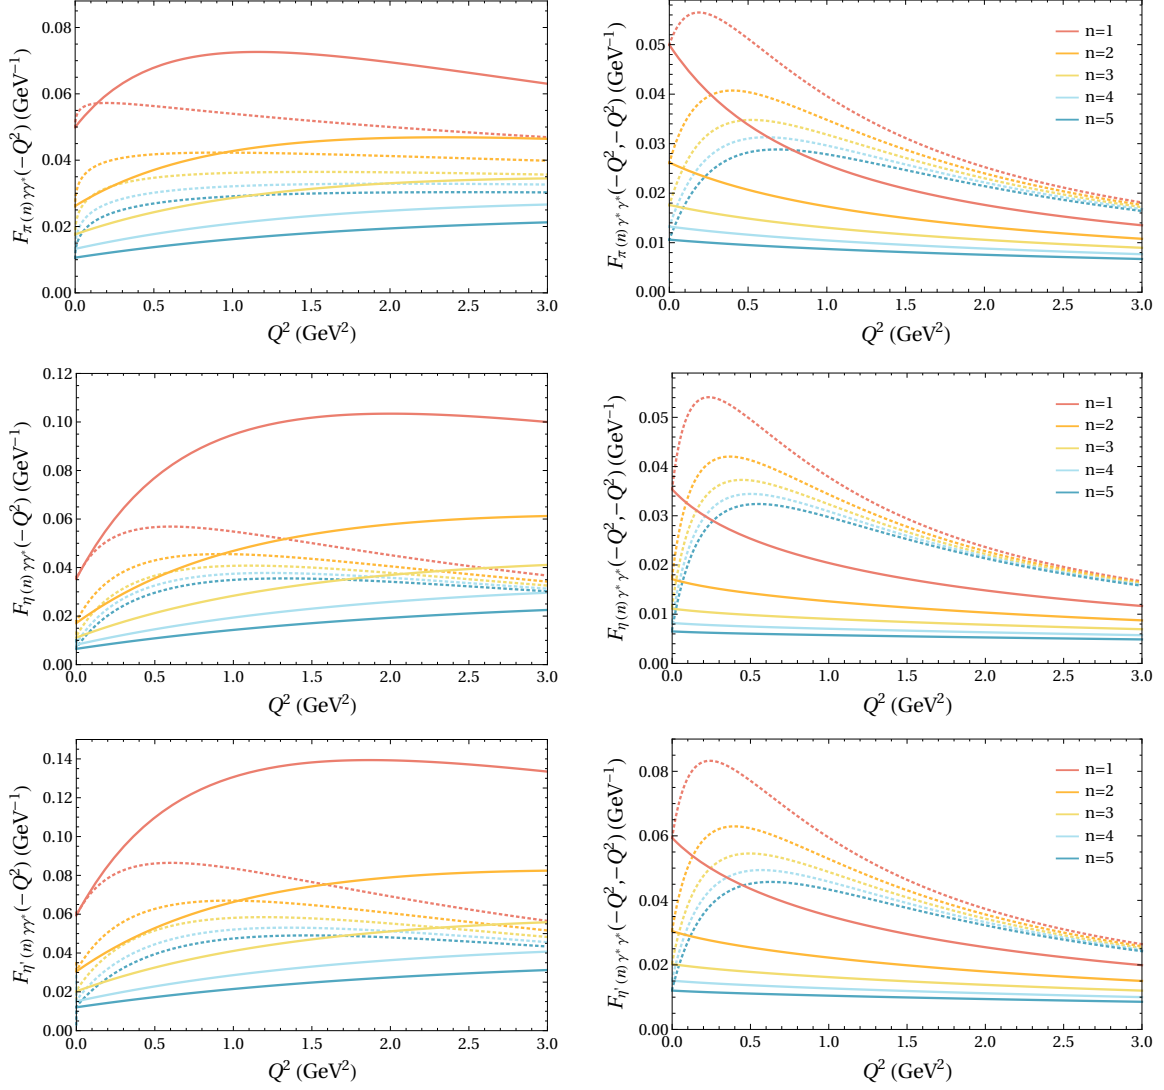 0.08
0.06
0.04
0.02
0.00
F_π(n)γγ*(−Q²) (GeV⁻¹)
0.0 0.5 1.0 1.5 2.0 2.5 3.0
Q² (GeV²)
0.05
0.04
0.03
0.02
0.01
0.00
F_π(n)γ*γ*(−Q²,−Q²) (GeV⁻¹)
n=1
n=2
n=3
n=4
n=5
0.0 0.5 1.0 1.5 2.0 2.5 3.0
Q² (GeV²)
0.12
0.10
0.08
0.06
0.04
0.02
0.00
F_η(n)γγ*(−Q²) (GeV⁻¹)
0.0 0.5 1.0 1.5 2.0 2.5 3.0
Q² (GeV²)
0.05
0.04
0.03
0.02
0.01
0.00
F_η(n)γ*γ*(−Q²,−Q²) (GeV⁻¹)
n=1
n=2
n=3
n=4
n=5
0.0 0.5 1.0 1.5 2.0 2.5 3.0
Q² (GeV²)
0.14
0.12
0.10
0.08
0.06
0.04
0.02
0.00
F_η′(n)γγ*(−Q²) (GeV⁻¹)
0.0 0.5 1.0 1.5 2.0 2.5 3.0
Q² (GeV²)
0.08
0.06
0.04
0.02
0.00
F_η′(n)γ*γ*(−Q²,−Q²) (GeV⁻¹)
n=1
n=2
n=3
n=4
n=5
0.0 0.5 1.0 1.5 2.0 2.5 3.0
Q² (GeV²)